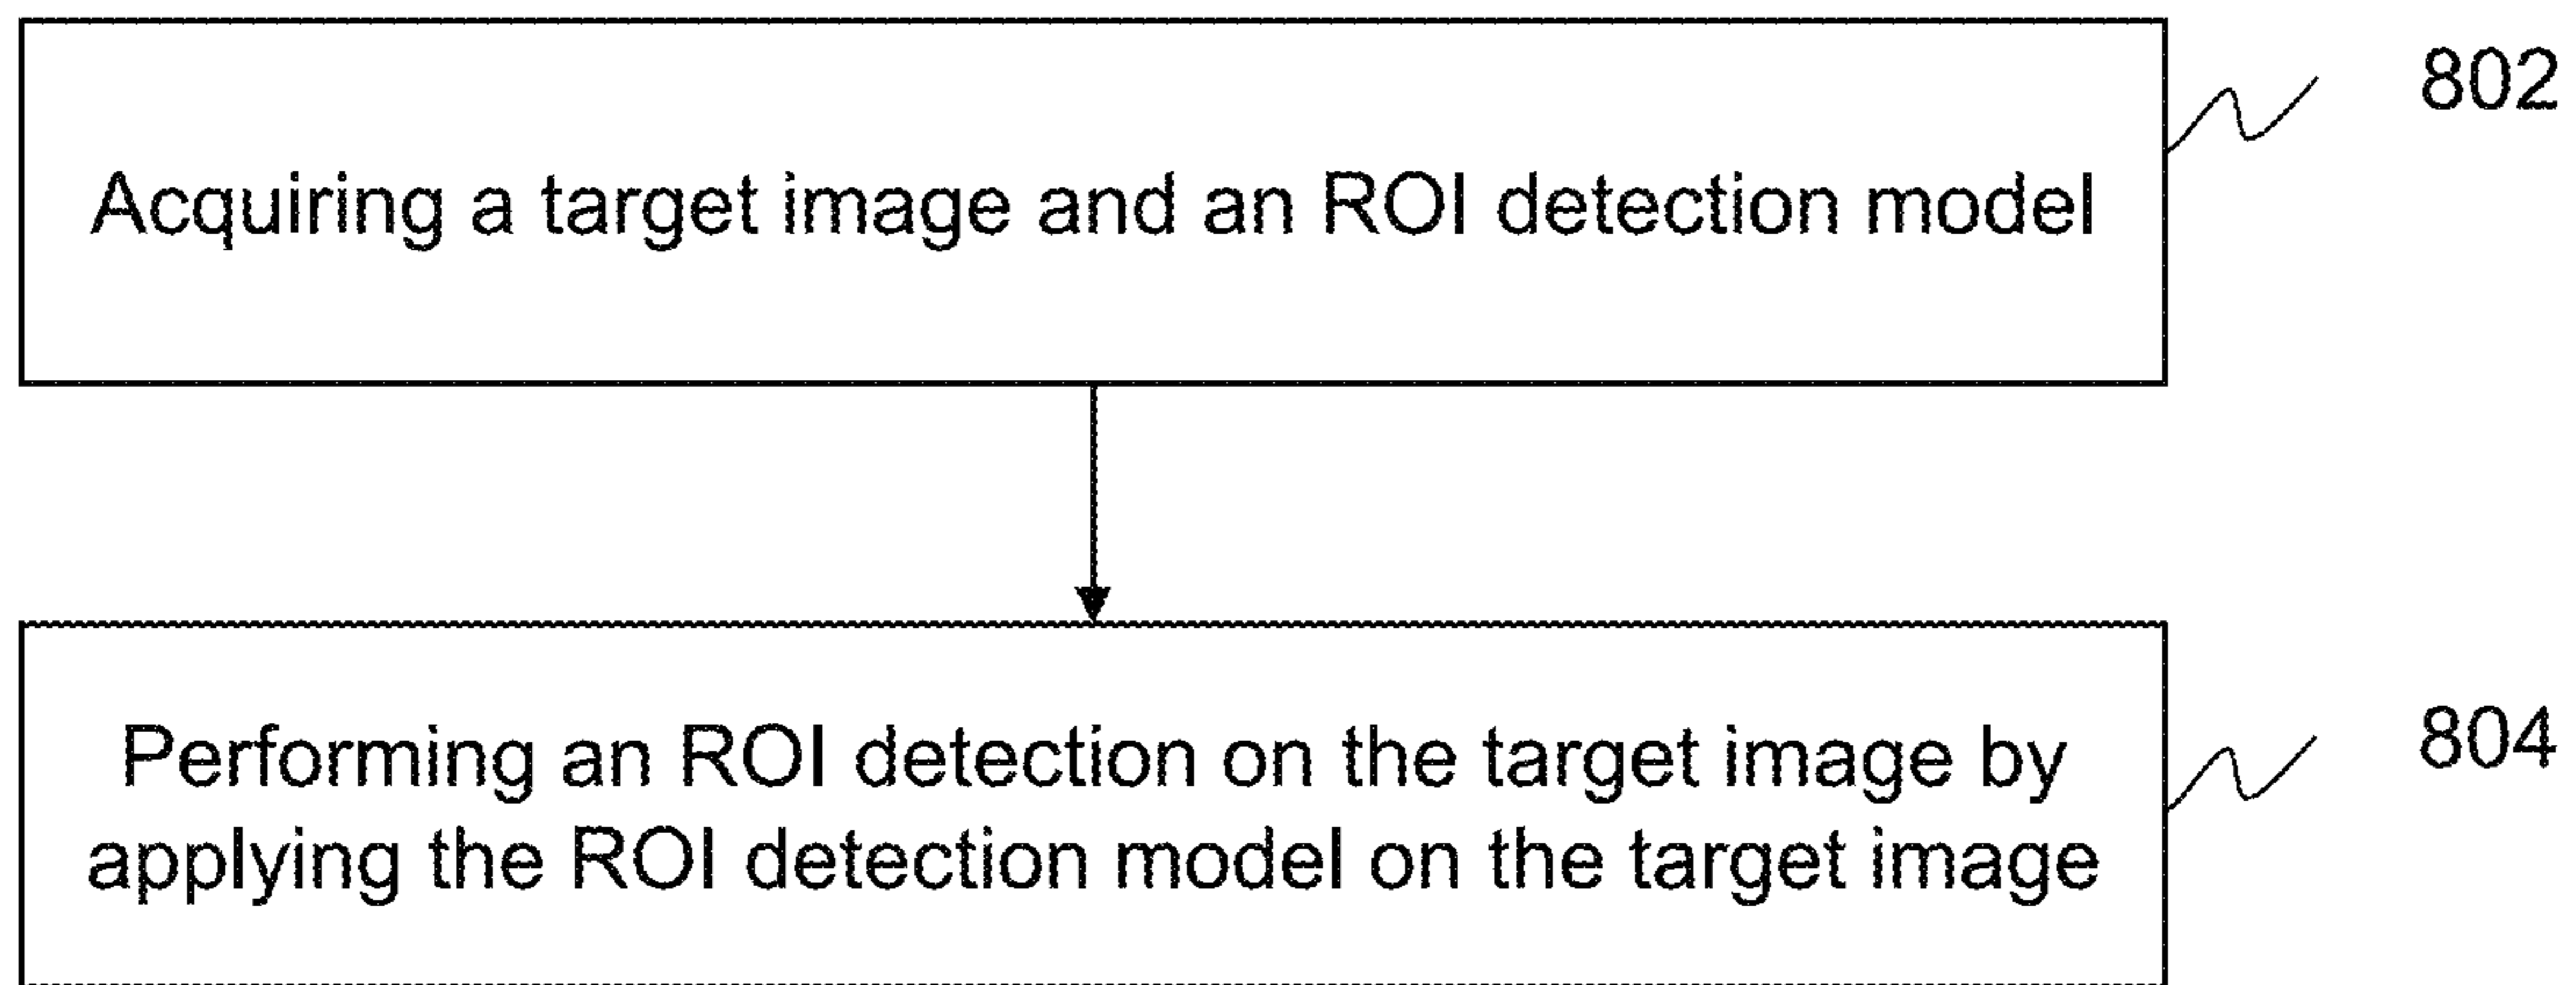 802
Acquiring a target image and an ROI detection model
804
Performing an ROI detection on the target image by
applying the ROI detection model on the target image